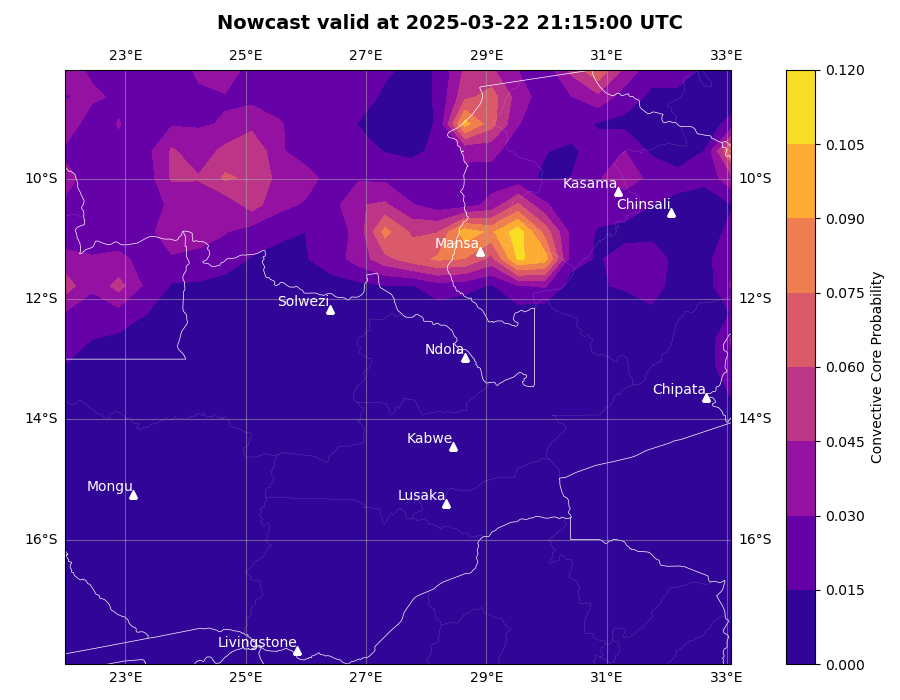 Nowcast valid at 2025-03-22 21:15:00 UTC
23°E 25°E 27°E 29°E 31°E 33°E
0.120
0.105
10°S Kasama 10°S
Chinsali
0.090
Mansa
0.075
12°S Solwezi 12°S
Ndola
0.060
Chipata
14°S 14°S
Kabwe
0.045
Mongu
Lusaka
0.030
16°S 16°S
0.015
Livingstone
0.000
Convective Core Probability
23°E 25°E 27°E 29°E 31°E 33°E